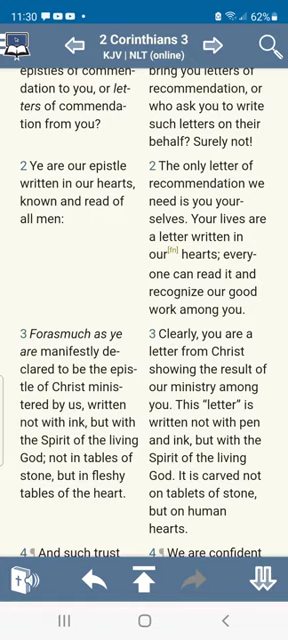 11:30
62%
2 Corinthians 3
KJV | NLT (online)
epistles of commen-
dation to you, or let-
ters of commenda-
tion from you?
2 Ye are our epistle
written in our hearts,
known and read of
all men:
3 Forasmuch as ye
are manifestly de-
clared to be the epis-
tle of Christ minis-
tered by us, written
not with ink, but with
the Spirit of the living
God; not in tables of
stone, but in fleshy
tables of the heart.
4 ¶ And such trust
bring you letters of
recommendation, or
who ask you to write
such letters on their
behalf? Surely not!
2 The only letter of
recommendation we
need is you your-
selves. Your lives are
a letter written in
our[fn] hearts; every-
one can read it and
recognize our good
work among you.
3 Clearly, you are a
letter from Christ
showing the result of
our ministry among
you. This “letter” is
written not with pen
and ink, but with the
Spirit of the living
God. It is carved not
on tablets of stone,
but on human
hearts.
4 ¶ We are confident